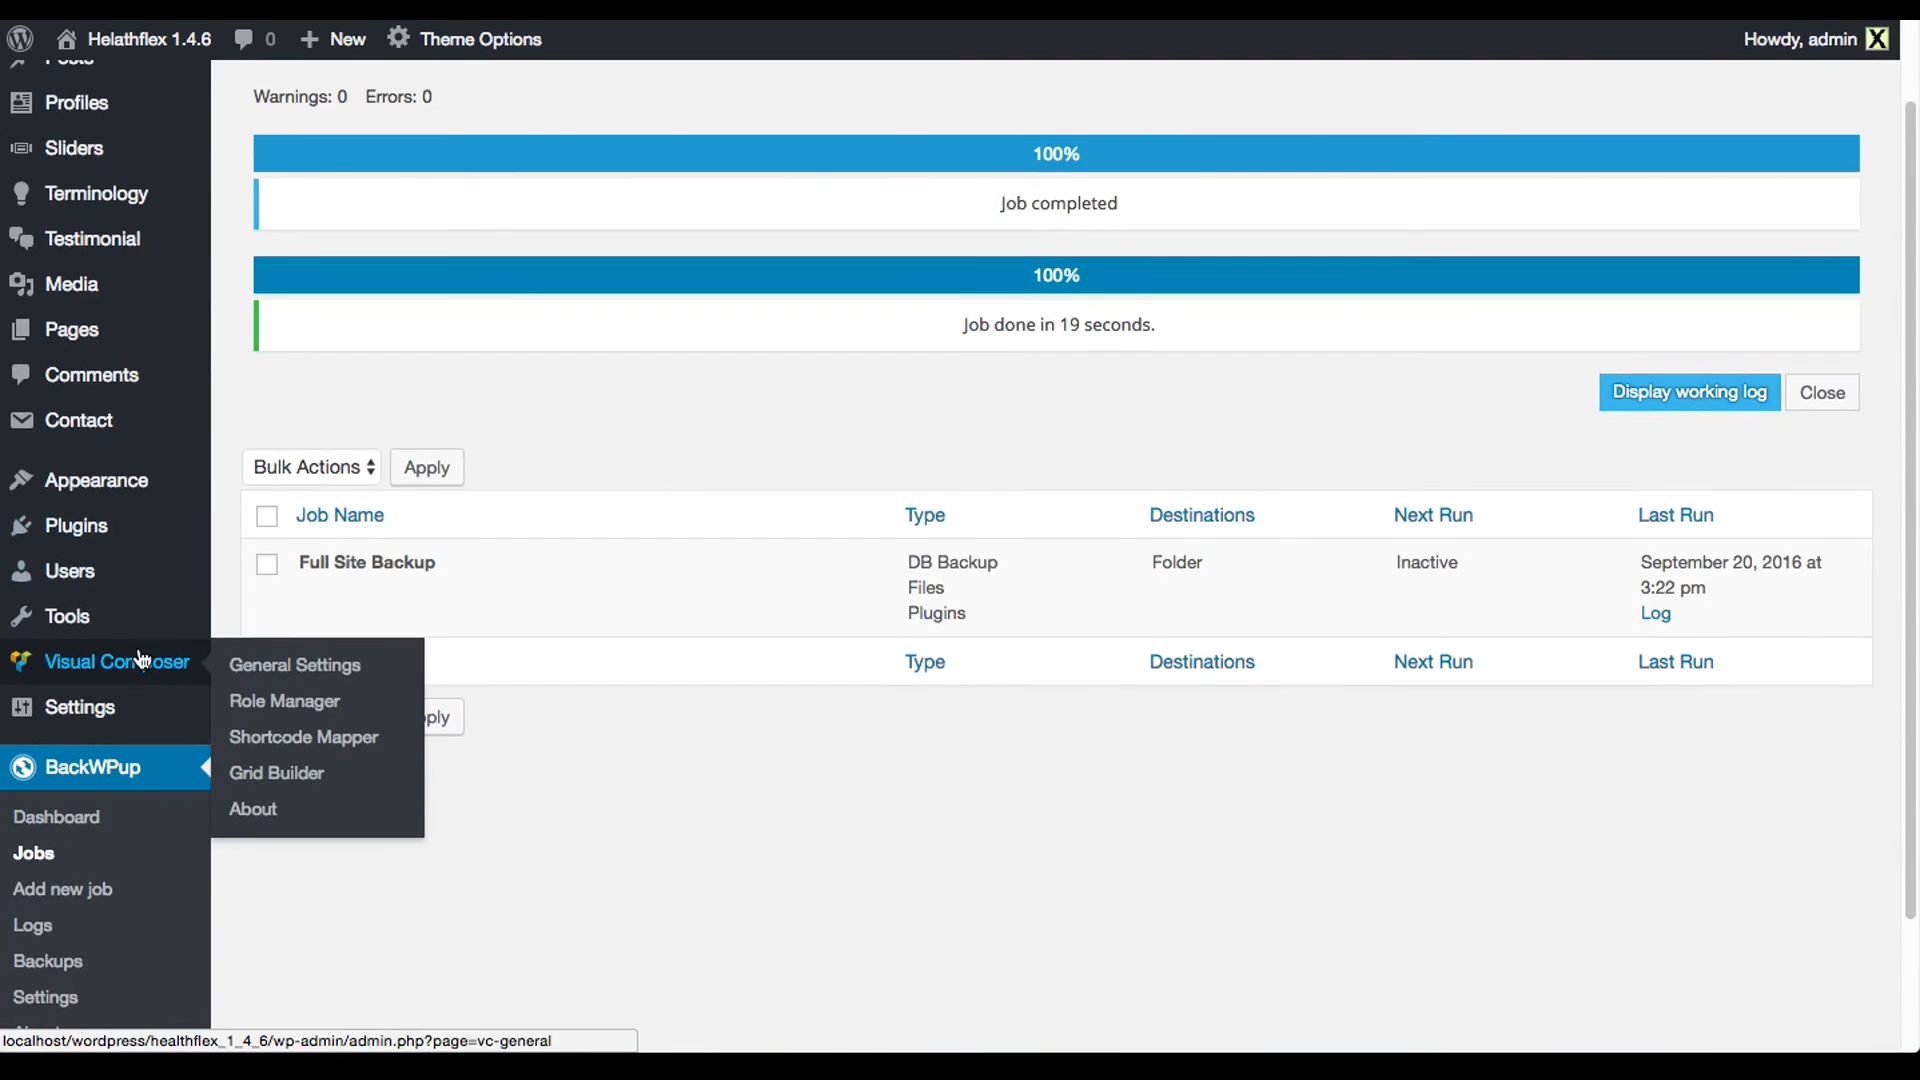 Helathflex 1.4.6
0
New
Theme Options
Howdy, admin
Posts
Profiles
Sliders
Terminology
Testimonial
Media
Pages
Comments
Contact
Appearance
Plugins
Users
Tools
Visual Composer
Settings
BackWPup
Dashboard
Jobs
Add new job
Logs
Backups
Settings
General Settings
Role Manager
Shortcode Mapper
Grid Builder
About
Warnings: 0 Errors: 0
100%
Job completed
100%
Job done in 19 seconds.
Display working log
Close
Bulk Actions
Apply
Job Name Type Destinations Next Run Last Run
Full Site Backup DB Backup Folder Inactive September 20, 2016 at
Files 3:22 pm
Plugins Log
Type Destinations Next Run Last Run
pply
localhost/wordpress/healthflex_1_4_6/wp-admin/admin.php?page=vc-general